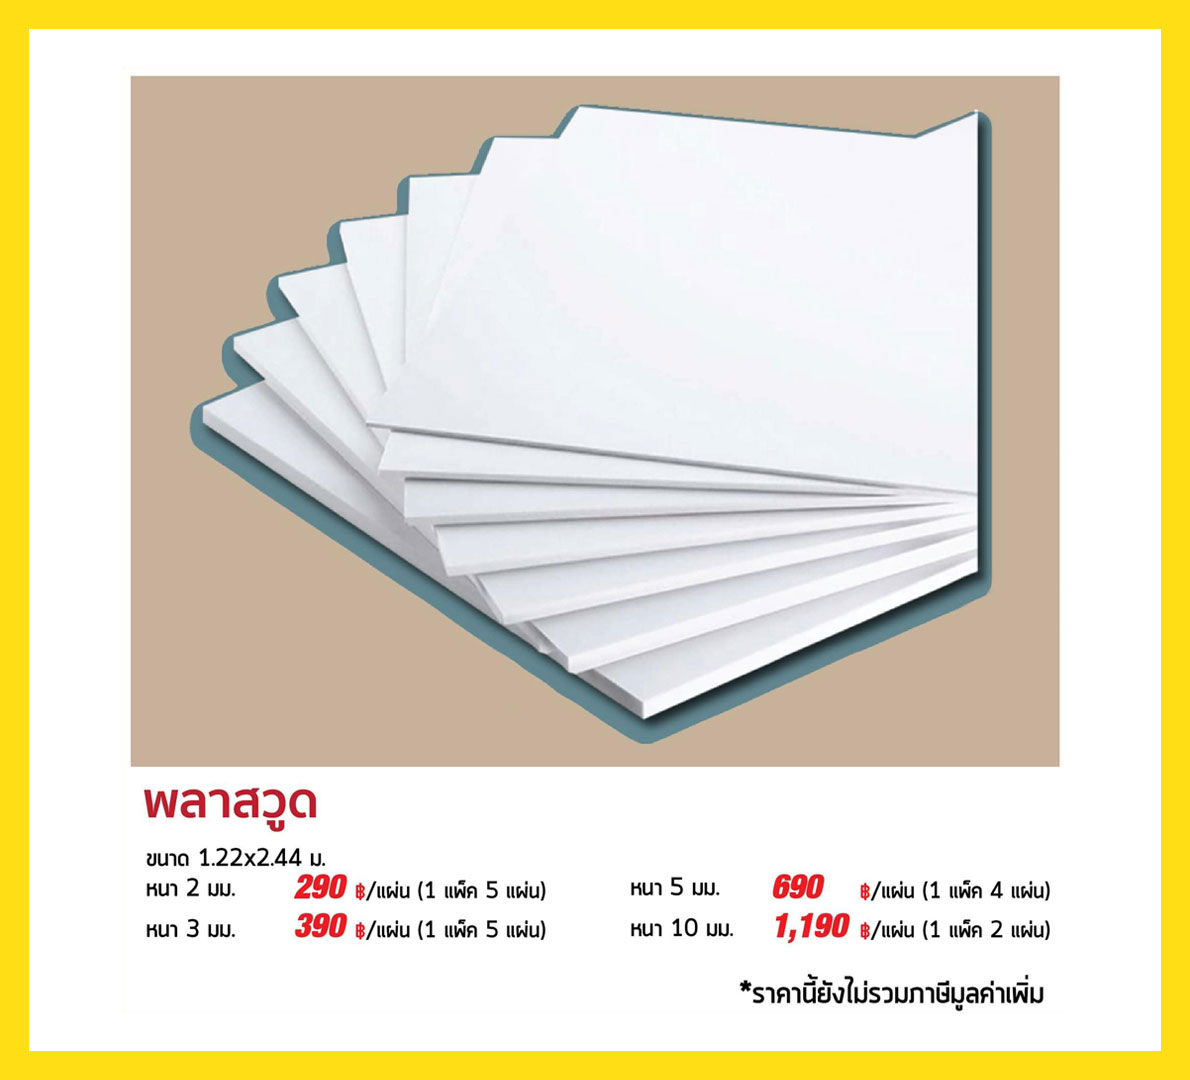 พลาสวูด
ขนาด 1.22x2.44 ม.
หนา 2 มม. 290 ฿/แผ่น (1 แพ็ค 5 แผ่น)
หนา 3 มม. 390 ฿/แผ่น (1 แพ็ค 5 แผ่น)
หนา 5 มม. 690 ฿/แผ่น (1 แพ็ค 4 แผ่น)
หนา 10 มม. 1,190 ฿/แผ่น (1 แพ็ค 2 แผ่น)
*ราคานี้ยังไม่รวมภาษีมูลค่าเพิ่ม